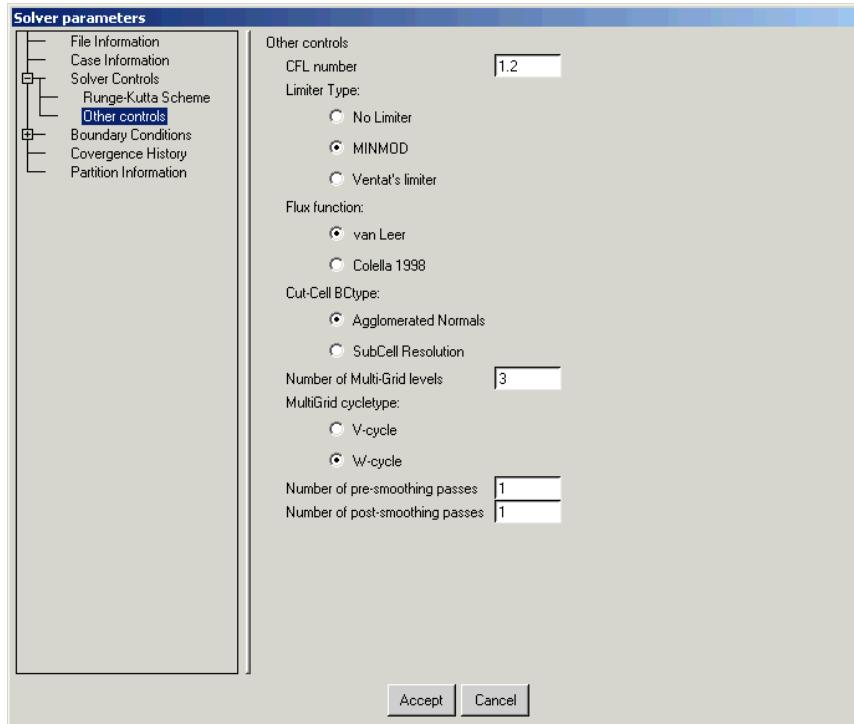 Solver parameters
File Information
Case Information
Solver Controls
Runge-Kutta Scheme
Other controls
Boundary Conditions
Covergence History
Partition Information
Other controls
CFL number 1.2
Limiter Type:
No Limiter
MINMOD
Ventat's limiter
Flux function:
van Leer
Colella 1998
Cut-Cell BCtype:
Agglomerated Normals
SubCell Resolution
Number of Multi-Grid levels 3
MultiGrid cycletype:
V-cycle
W-cycle
Number of pre-smoothing passes 1
Number of post-smoothing passes 1
Accept Cancel